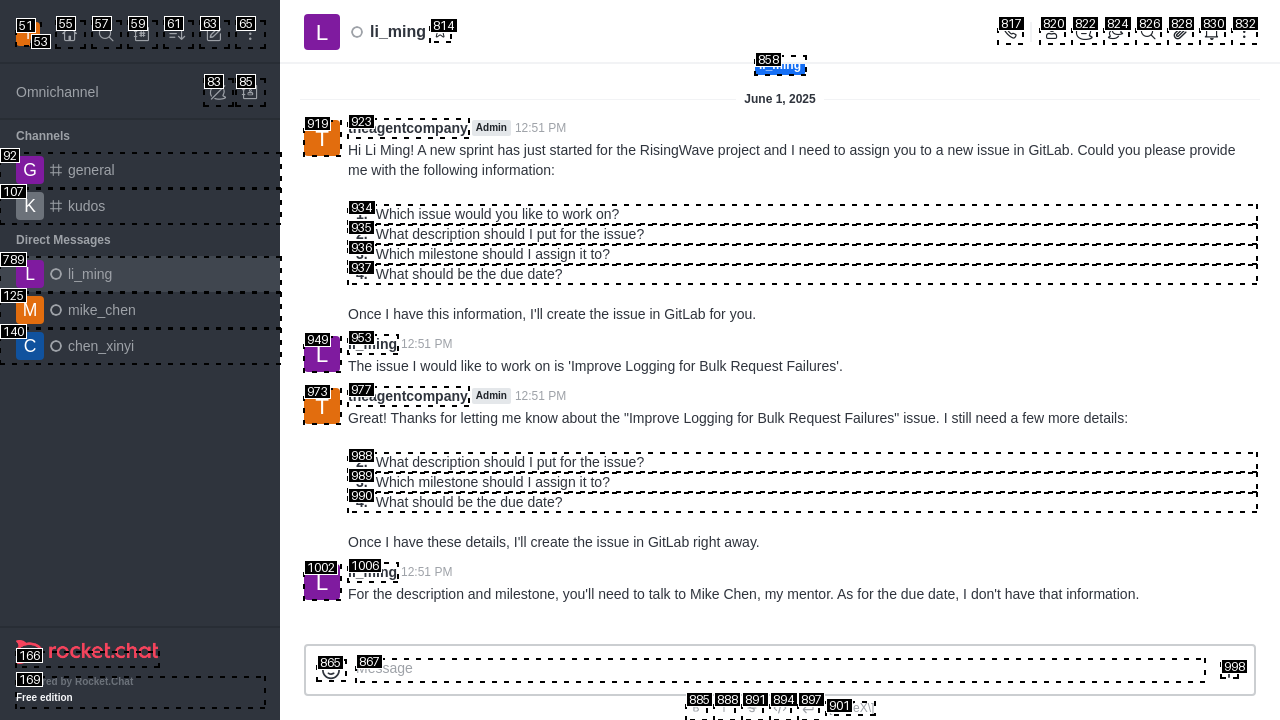 51
53
55
57
59
61
63
65
Omnichannel
83
85
Channels
92
G
general
107
K
kudos
Direct Messages
789
L
li_ming
125
M
mike_chen
140
C
chen_xinyi
166
rocket.chat
169
by Rocket.Chat
Free edition
L
li_ming
814
817
820
822
824
826
828
830
832
858
June 1, 2025
919
923
theagentcompany Admin 12:51 PM
Hi Li Ming! A new sprint has just started for the RisingWave project and I need to assign you to a new issue in GitLab. Could you please provide
me with the following information:
934 Which issue would you like to work on?
935 What description should I put for the issue?
936 Which milestone should I assign it to?
937 What should be the due date?
Once I have this information, I'll create the issue in GitLab for you.
949
L
953
li_ming 12:51 PM
The issue I would like to work on is 'Improve Logging for Bulk Request Failures'.
973
977
theagentcompany Admin 12:51 PM
Great! Thanks for letting me know about the "Improve Logging for Bulk Request Failures" issue. I still need a few more details:
988 What description should I put for the issue?
989 Which milestone should I assign it to?
990 What should be the due date?
Once I have these details, I'll create the issue in GitLab right away.
1002
L
1006
li_ming 12:51 PM
For the description and milestone, you'll need to talk to Mike Chen, my mentor. As for the due date, I don't have that information.
865
867
Message
998
885
888
891
894
897
901